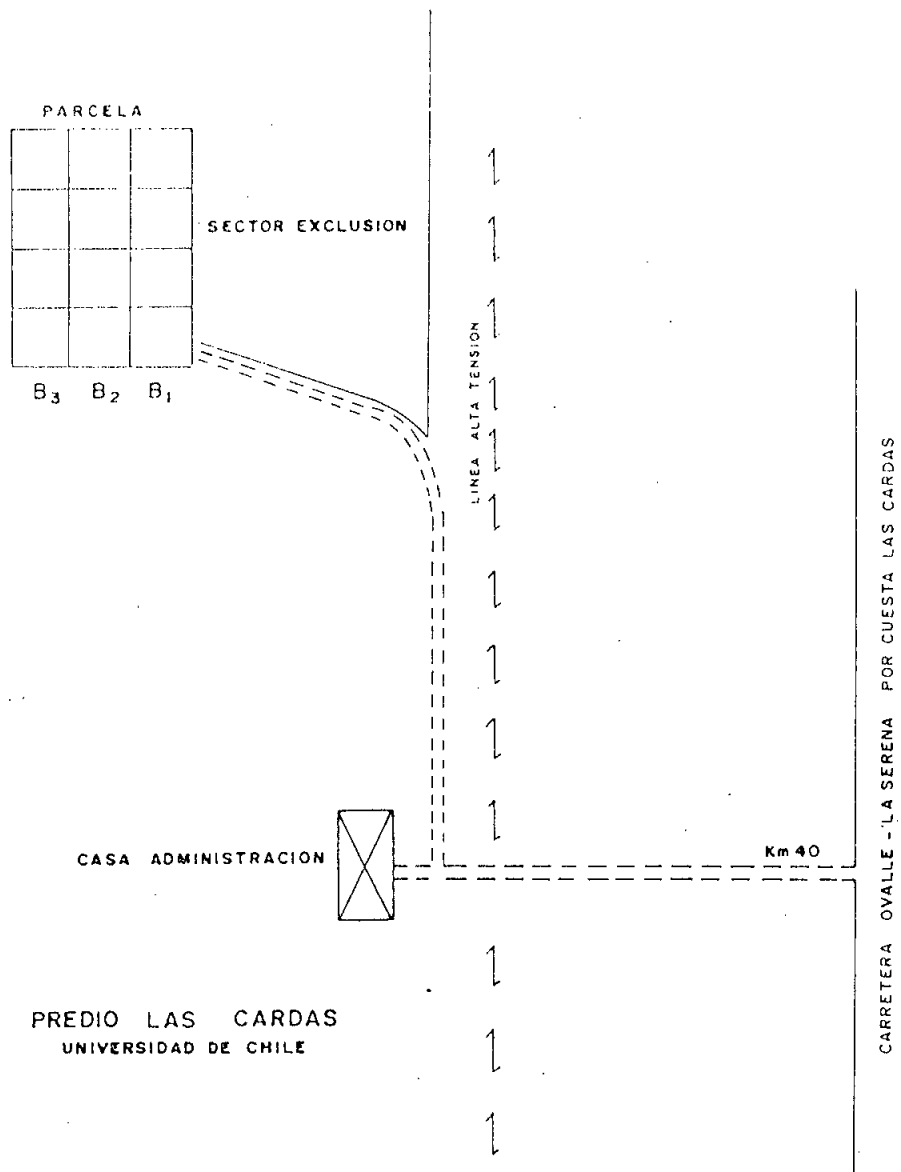 PARCELA
SECTOR EXCLUSION
B3 B2 B1
LINEA ALTA TENSION
CARRETERA OVALLE - LA SERENA POR CUESTA LAS CARDAS
Km 40
CASA ADMINISTRACION
PREDIO LAS CARDAS
UNIVERSIDAD DE CHILE